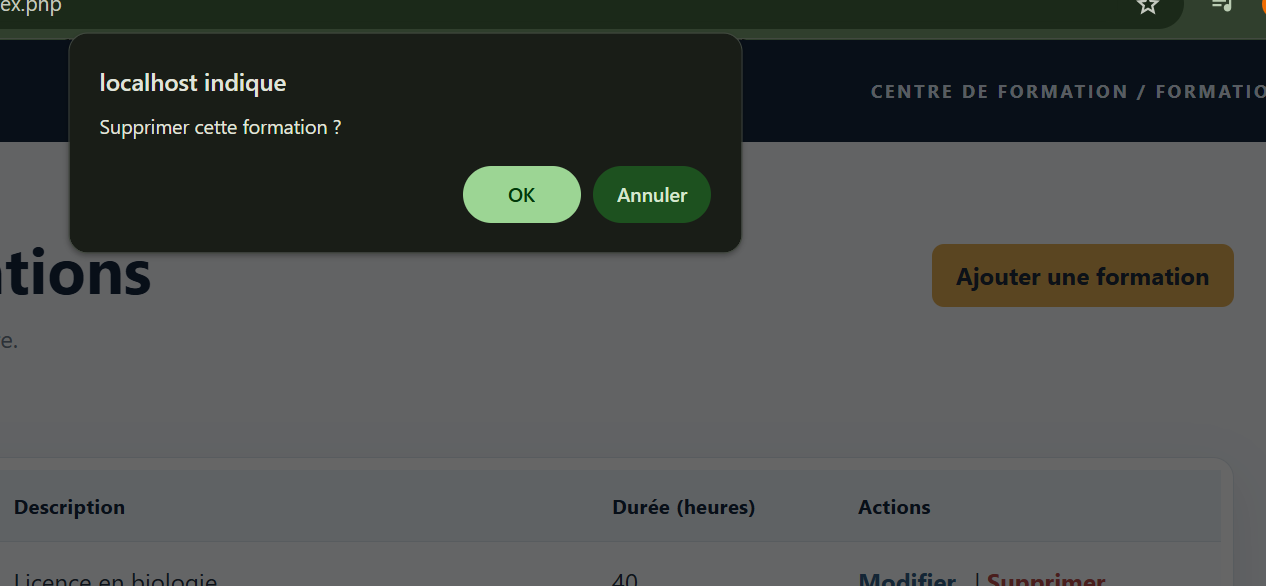 ex.php
localhost indique
Supprimer cette formation ?
OK Annuler
CENTRE DE FORMATION / FORMATIO
tions
Ajouter une formation
e.
Description Durée (heures) Actions
Licence en biologie 40 Modifier | Supprimer